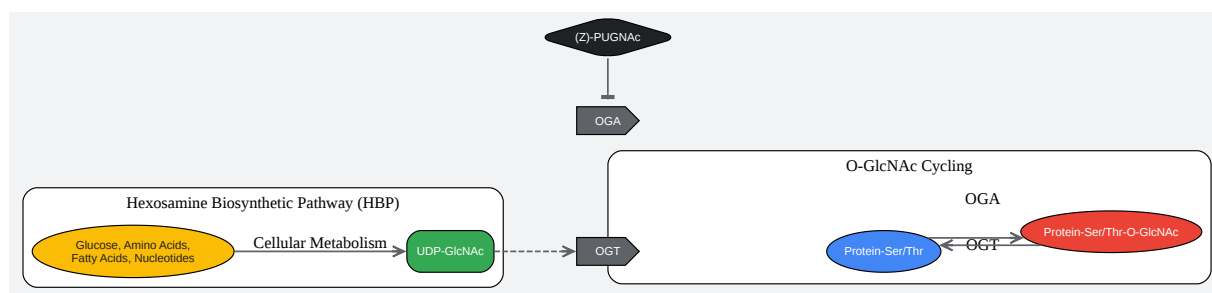 (Z)-PUGNAc
OGA
O-GlcNAc Cycling
Hexosamine Biosynthetic Pathway (HBP)
OGA
Glucose, Amino Acids,
Fatty Acids, Nucleotides
Cellular Metabolism
UDP-GlcNAc
OGT
Protein-Ser/Thr
OGT
Protein-Ser/Thr-O-GlcNAc